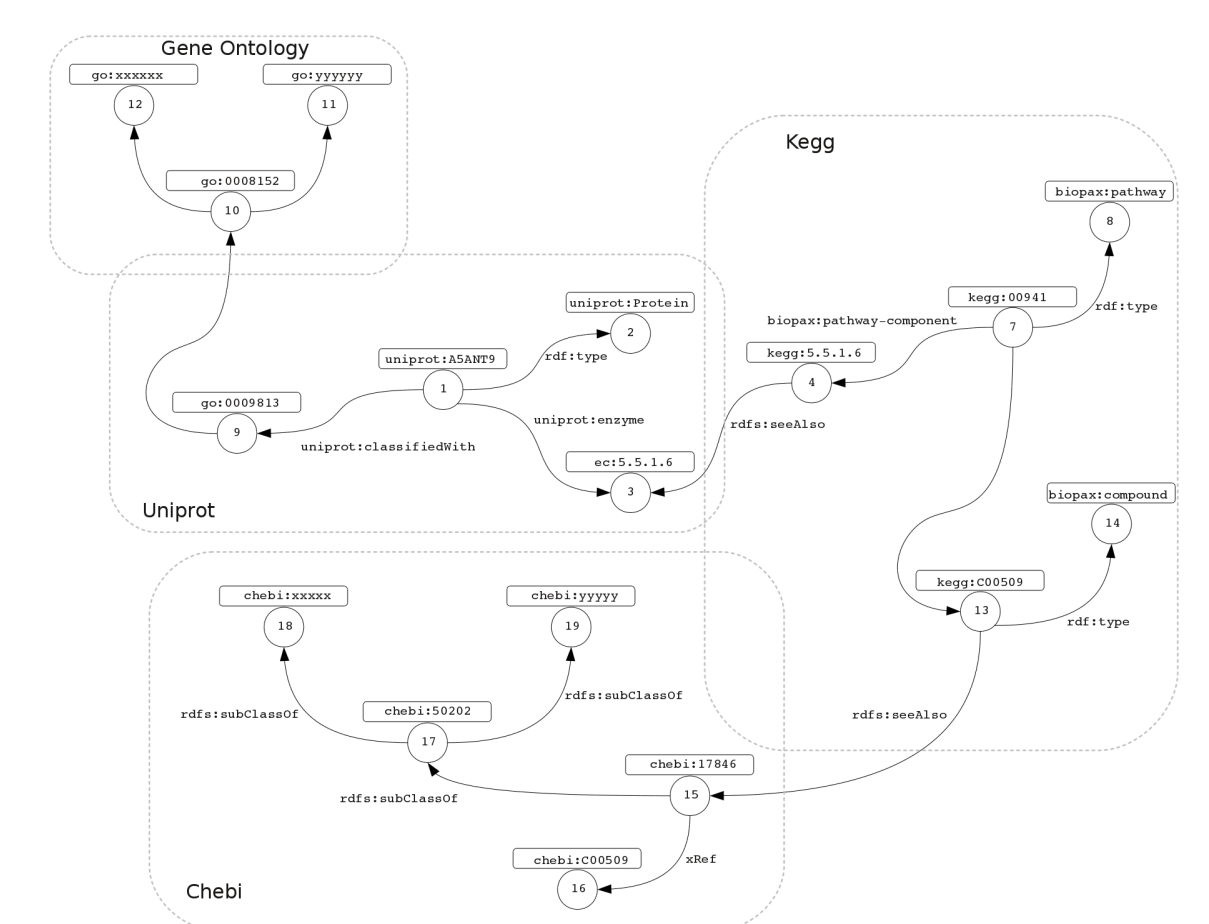 Gene Ontology
go:xxxxxx
go:yyyyyy
12
11
go:0008152
10
Kegg
biopax:pathway
8
kegg:00941
7
rdf:type
biopax:pathway-component
kegg:5.5.1.6
4
rdfs:seeAlso
uniprot:Protein
2
rdf:type
uniprot:A5ANT9
1
go:0009813
9
uniprot:classifiedWith
uniprot:enzyme
ec:5.5.1.6
3
Uniprot
biopax:compound
14
kegg:C00509
13
rdf:type
rdfs:seeAlso
chebi:xxxxx
18
chebi:yyyyy
19
rdfs:subClassOf
rdfs:subClassOf
chebi:50202
17
rdfs:subClassOf
chebi:17846
15
xRef
chebi:C00509
16
Chebi